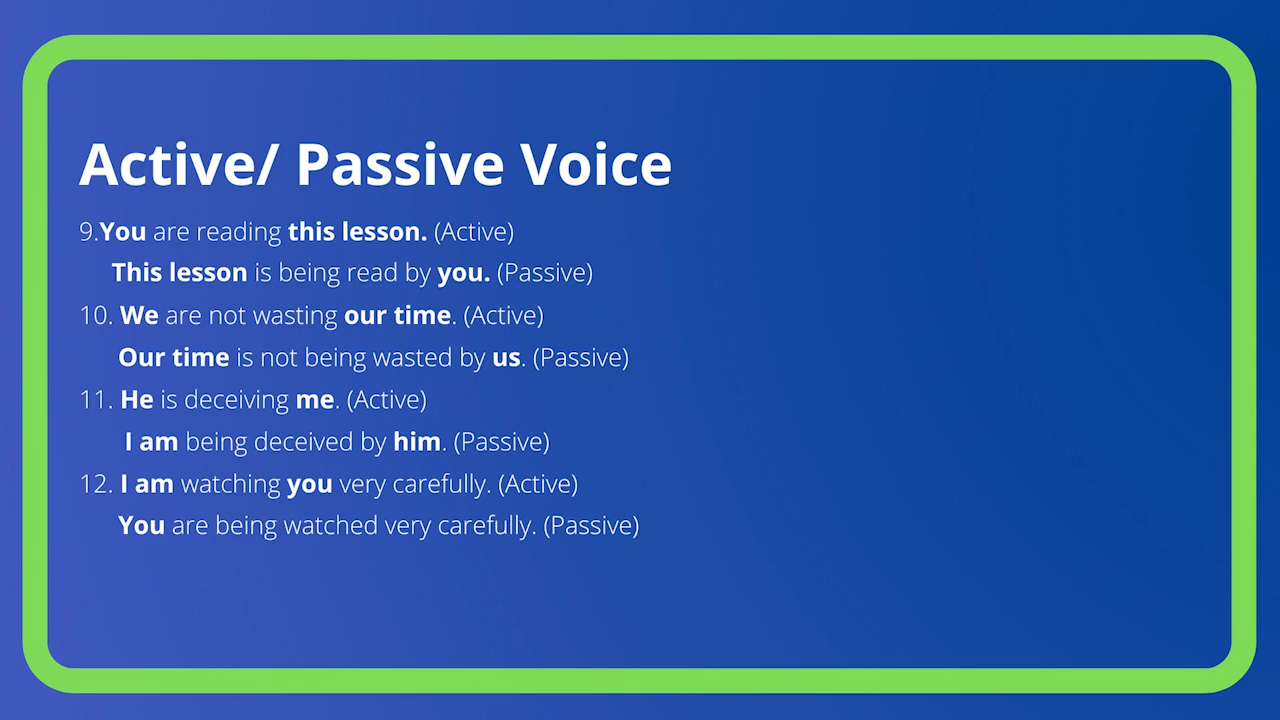 Active/ Passive Voice
9.You are reading this lesson. (Active)
This lesson is being read by you. (Passive)
10. We are not wasting our time. (Active)
Our time is not being wasted by us. (Passive)
11. He is deceiving me. (Active)
I am being deceived by him. (Passive)
12. I am watching you very carefully. (Active)
You are being watched very carefully. (Passive)